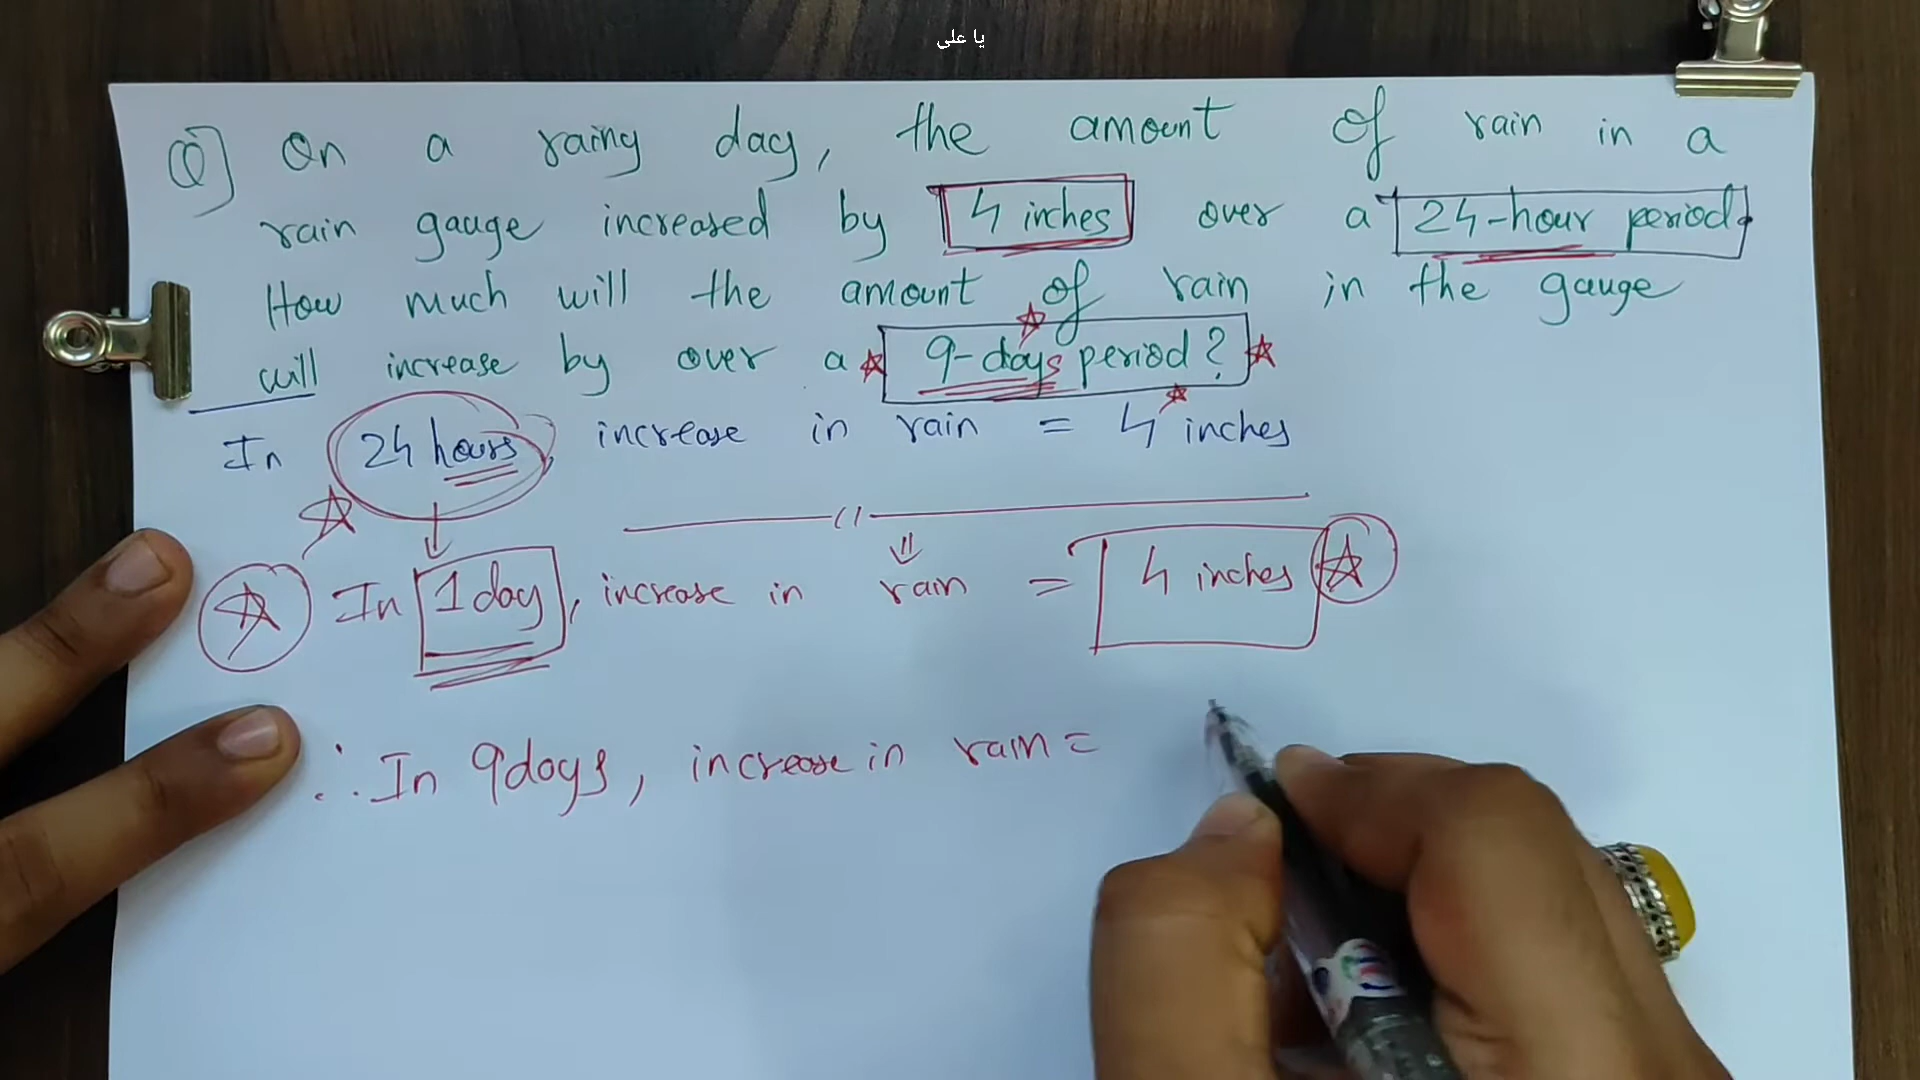 يا على
Q] On a rainy day, the amount of rain in a
rain gauge increased by 4 inches over a 24-hour period.
How much will the amount of rain in the gauge
will increase by over a 9-days period?
In 24 hours, increase in rain = 4 inches
In 1 day, increase in rain = 4 inches
∴ In 9 days, increase in rain =